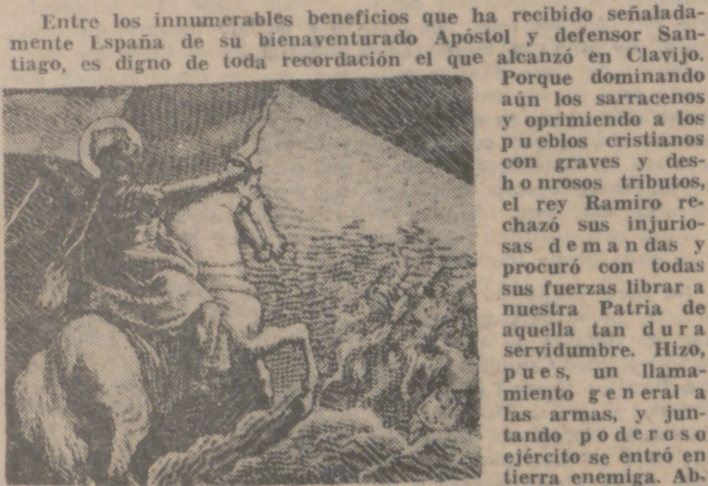 Entre los innumerables beneficios que ha recibido señalada-
mente España de su bienaventurado Apóstol y defensor San-
tiago, es digno de toda recordación el que alcanzó en Clavijo.
Porque dominando
aún los sarracenos
y oprimiendo a los
pueblos cristianos
con graves y des-
honrosos tributos,
el rey Ramiro re-
chazó sus injurio-
sas demandas y
procuró con todas
sus fuerzas librar a
nuestra Patria de
aquella tan dura
servidumbre. Hizo,
pues, un llama-
miento general a
las armas, y jun-
tando poderoso
ejército se entró en
tierra enemiga. Ab-